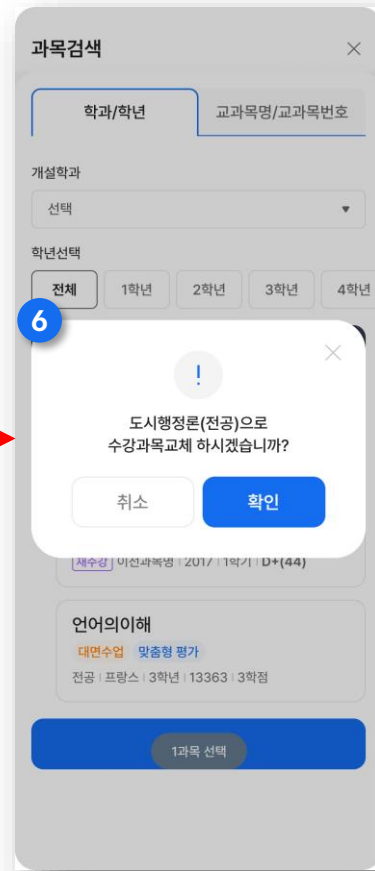 과목검색
학과/학년 교과목명/교과목번호
개설학과
선택
학년선택
전체 1학년 2학년 3학년 4학년
6
!
도시행정론(전공)으로
수강과목교체 하시겠습니까?
취소 확인
재수강 이전과목명 | 2017 | 1학기 | D+(44)
언어의이해
대면수업 맞춤형 평가
전공 | 프랑스 | 3학년 | 13363 | 3학점
1과목 선택